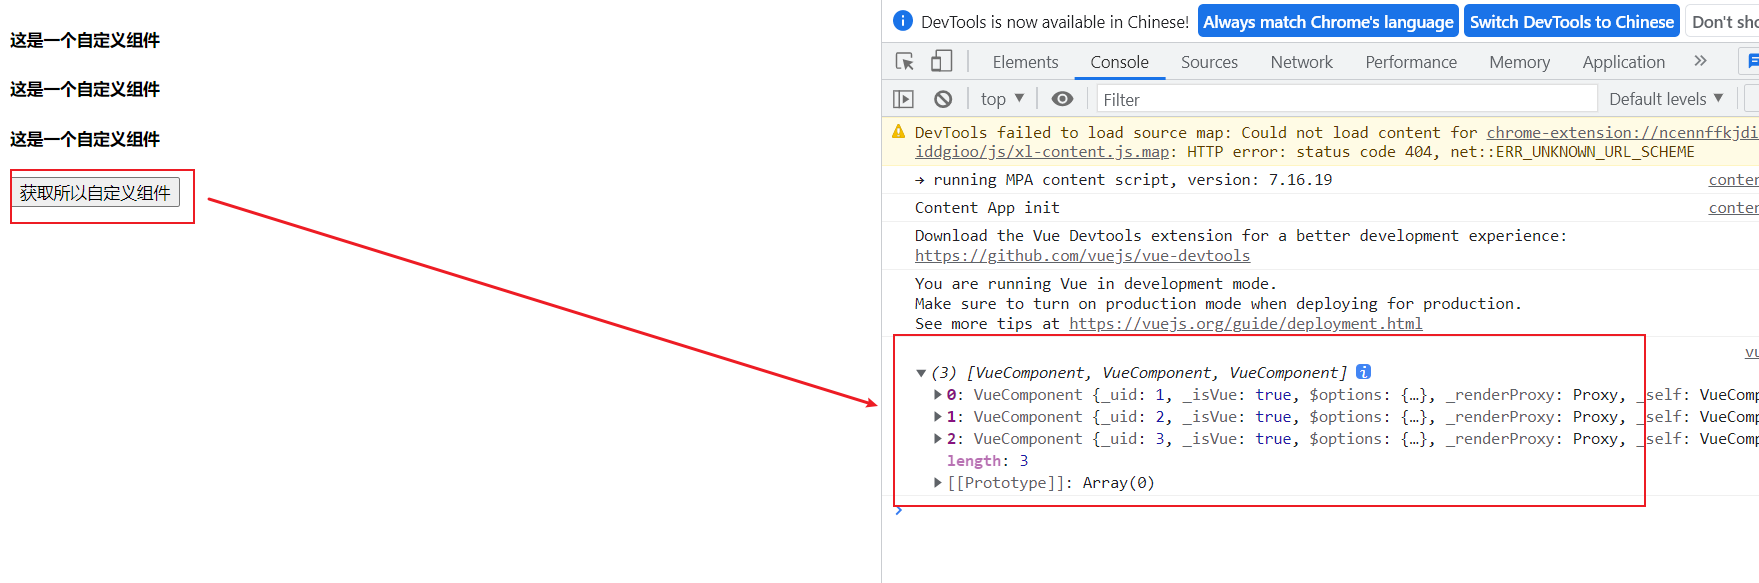 这是一个自定义组件
这是一个自定义组件
这是一个自定义组件
获取所以自定义组件
DevTools is now available in Chinese! Always match Chrome's language Switch DevTools to Chinese Don't sho
Elements Console Sources Network Performance Memory Application
top Filter Default levels
DevTools failed to load source map: Could not load content for chrome-extension://ncennffkjdi
iddgioo/js/xl-content.js.map: HTTP error: status code 404, net::ERR_UNKNOWN_URL_SCHEME
→ running MPA content script, version: 7.16.19 conter
Content App init conter
Download the Vue Devtools extension for a better development experience:
https://github.com/vuejs/vue-devtools
You are running Vue in development mode.
Make sure to turn on production mode when deploying for production.
See more tips at https://vuejs.org/guide/deployment.html
vu
(3) [VueComponent, VueComponent, VueComponent]
0: VueComponent {_uid: 1, _isVue: true, $options: {…}, _renderProxy: Proxy, _self: VueComp
1: VueComponent {_uid: 2, _isVue: true, $options: {…}, _renderProxy: Proxy, _self: VueComp
2: VueComponent {_uid: 3, _isVue: true, $options: {…}, _renderProxy: Proxy, _self: VueComp
length: 3
[[Prototype]]: Array(0)